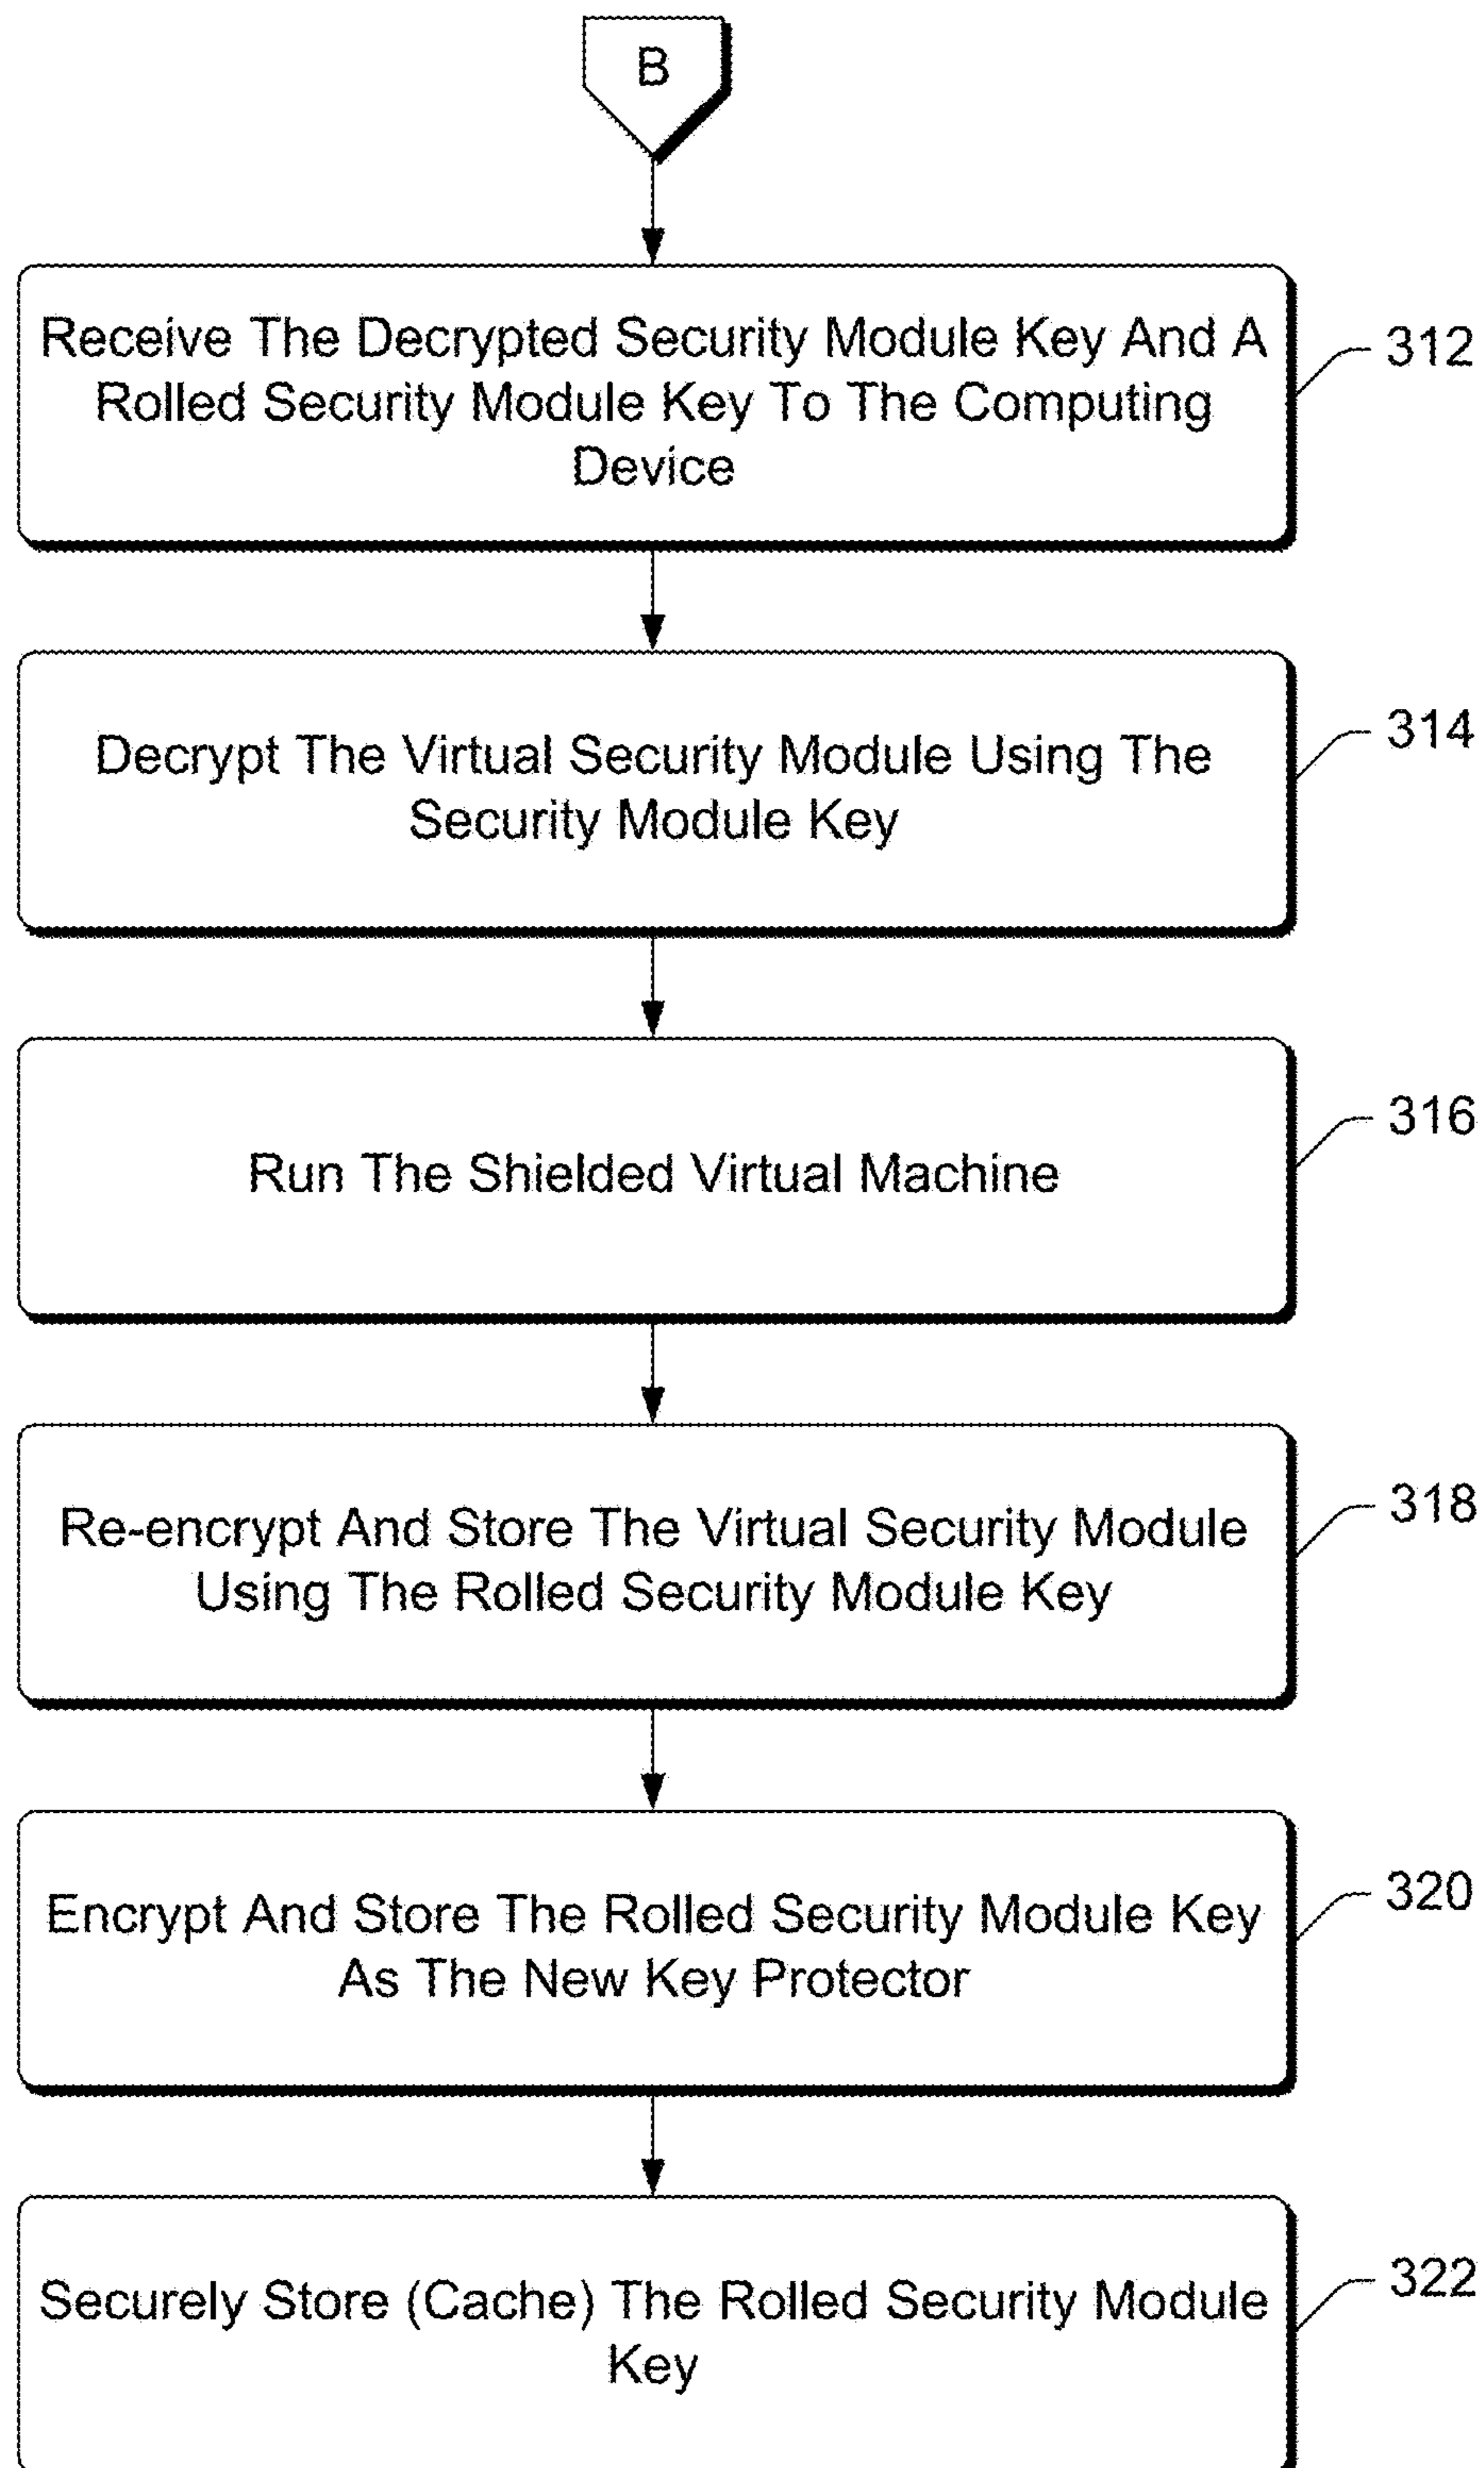 B
Receive The Decrypted Security Module Key And A
Rolled Security Module Key To The Computing
Device
312
Decrypt The Virtual Security Module Using The
Security Module Key
314
Run The Shielded Virtual Machine
316
Re-encrypt And Store The Virtual Security Module
Using The Rolled Security Module Key
318
Encrypt And Store The Rolled Security Module Key
As The New Key Protector
320
Securely Store (Cache) The Rolled Security Module
Key
322